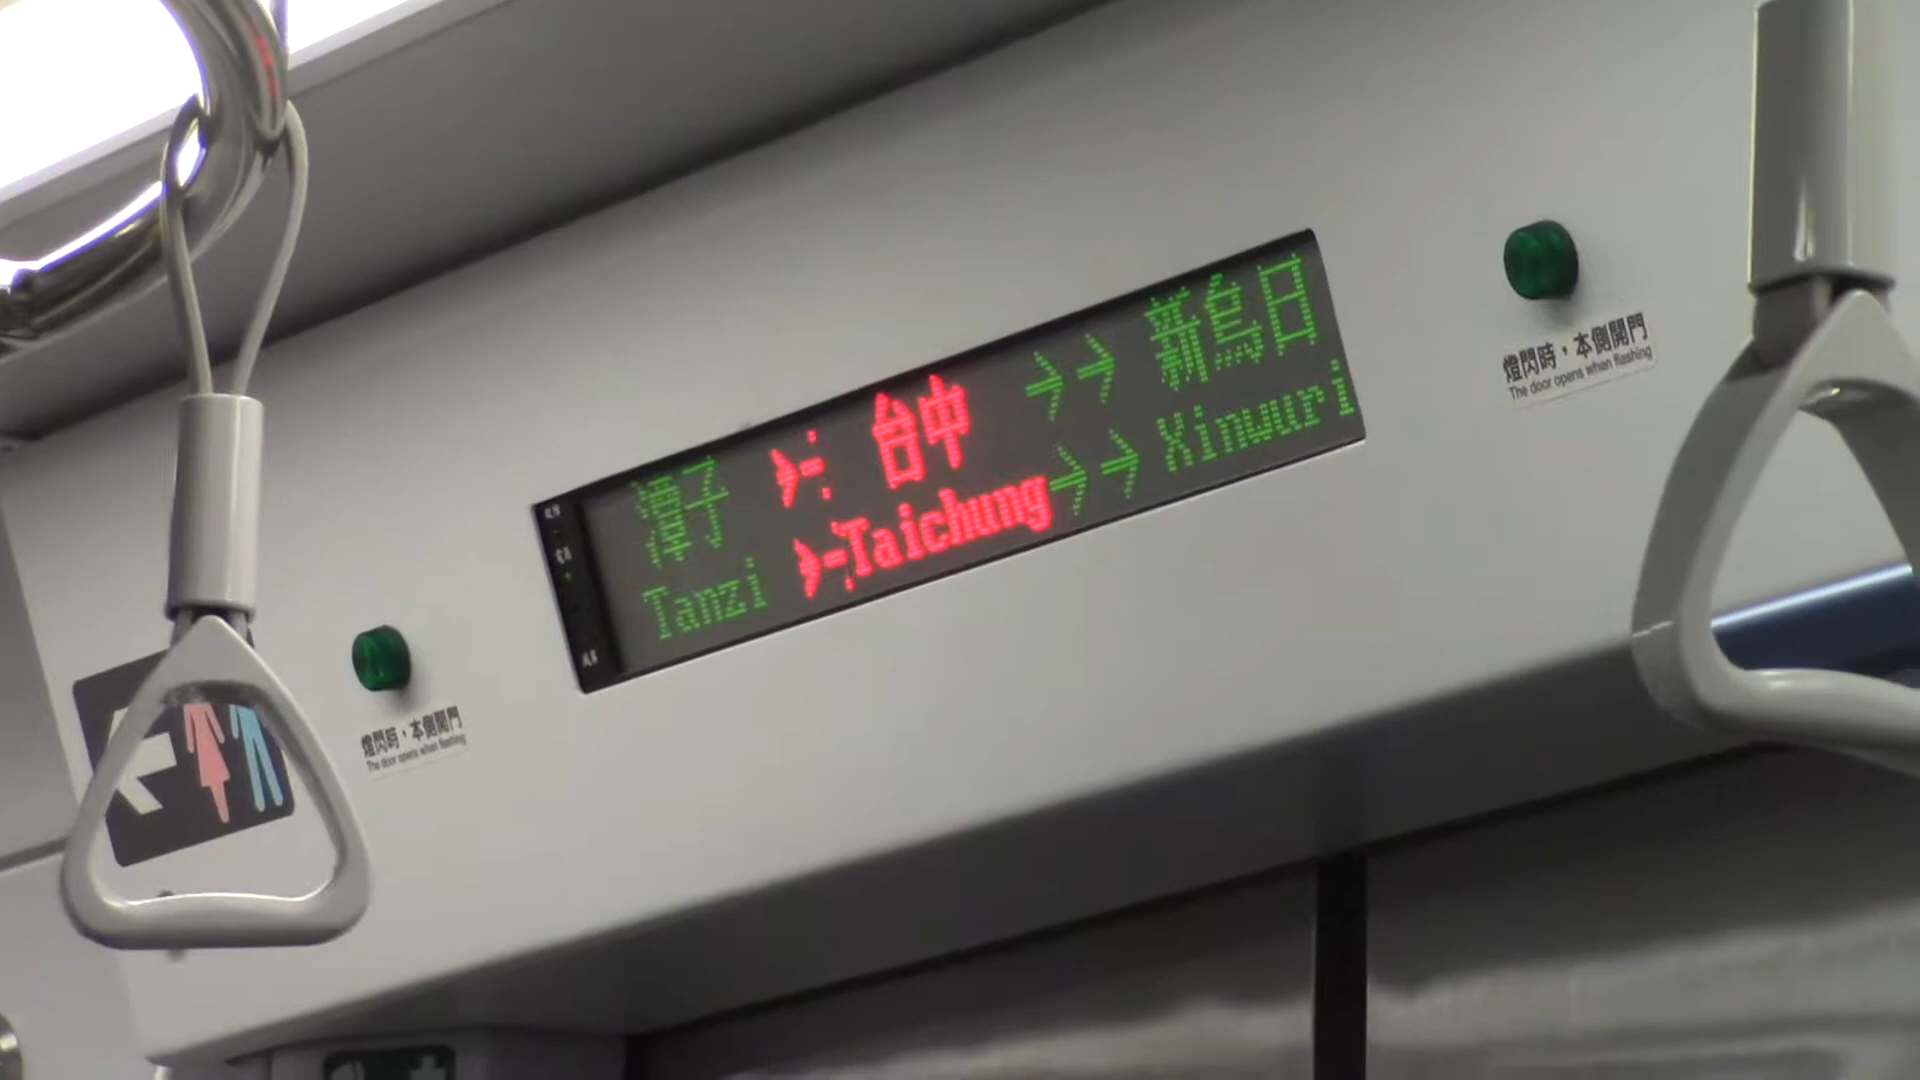 潭子 台中 →→ 新烏日
Tanzi Taichung →→ Xinwuri
燈閃時，本側開門
The door opens when flashing
燈閃時，本側開門
The door opens when flashing